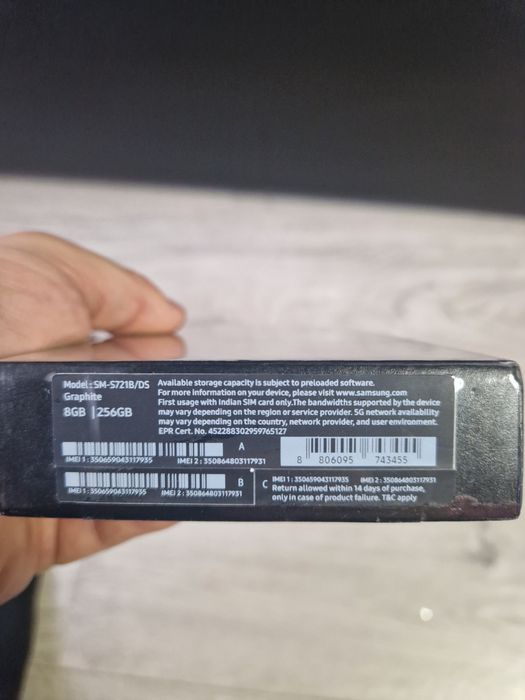 Model : SM-S721B/DS
Graphite
8GB | 256GB
Available storage capacity is subject to preloaded software.
For more information on your device, please visit www.samsung.com
First usage with Indian SIM card only.The bandwidths supported by the device
may vary depending on the region or service provider. 5G network availability
may vary depending on the country, network provider, and user environment.
EPR Cert. No. 452288302959765127
A
IMEI 1 : 350659043117935 IMEI 2 : 350864803117931
8 806095 743455
B
IMEI 1 : 350659043117935 IMEI 2 : 350864803117931
C IMEI 1 : 350659043117935 IMEI 2 : 350864803117931
Return allowed within 14 days of purchase,
only in case of product failure. T&C apply